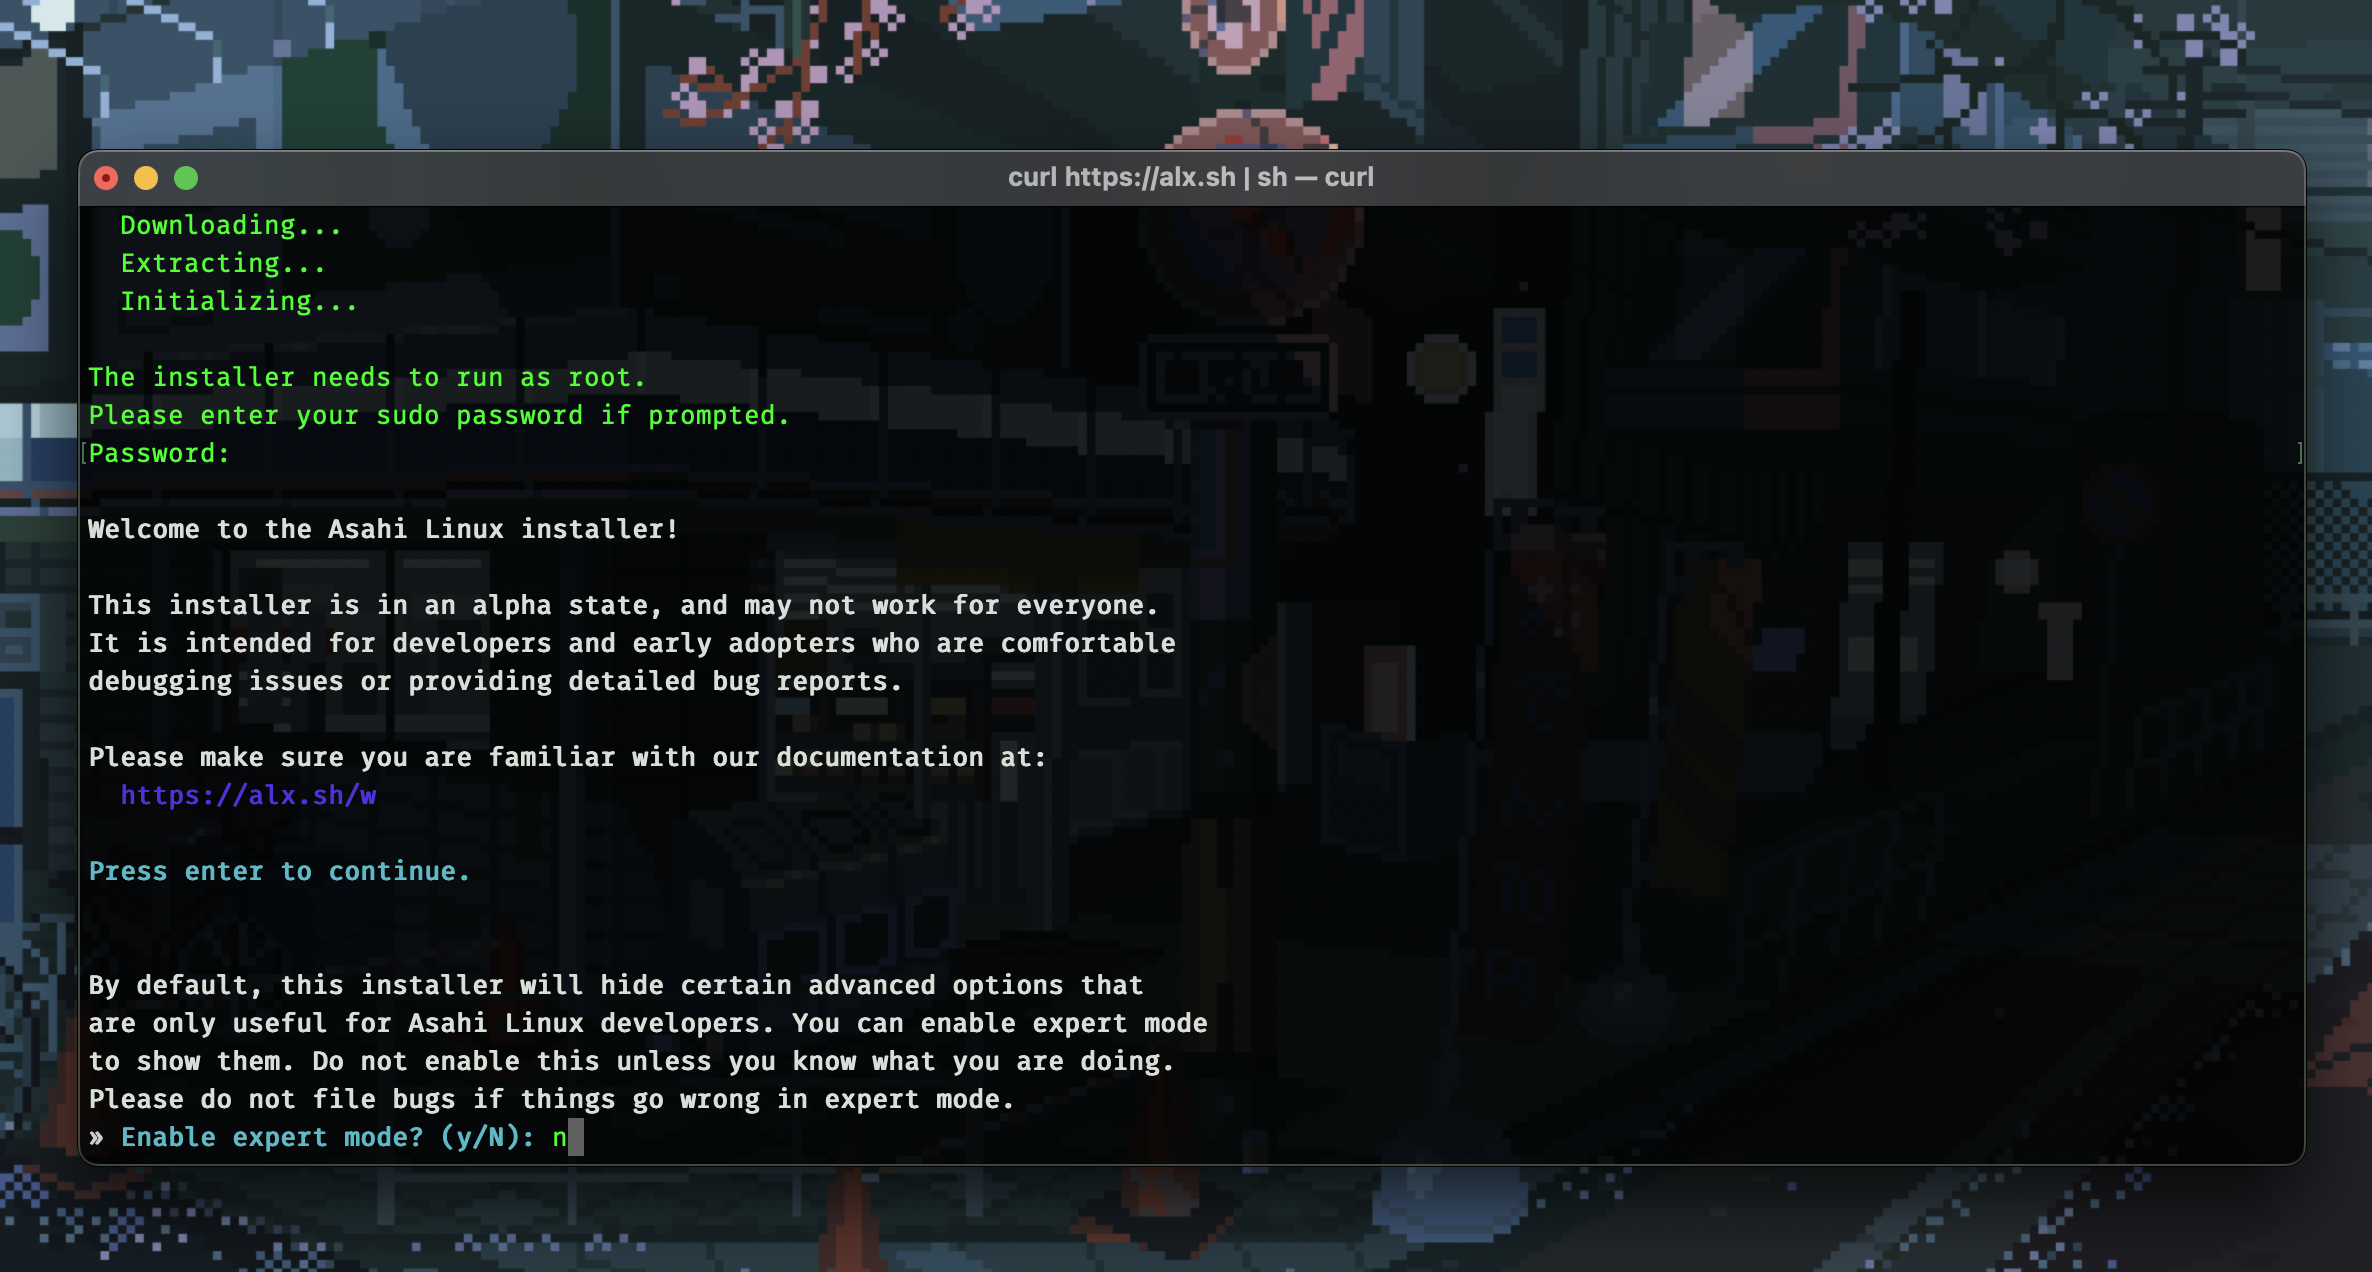 curl https://alx.sh | sh — curl
Downloading...
Extracting...
Initializing...
The installer needs to run as root.
Please enter your sudo password if prompted.
[Password: ]
Welcome to the Asahi Linux installer!
This installer is in an alpha state, and may not work for everyone.
It is intended for developers and early adopters who are comfortable
debugging issues or providing detailed bug reports.
Please make sure you are familiar with our documentation at:
https://alx.sh/w
Press enter to continue.
By default, this installer will hide certain advanced options that
are only useful for Asahi Linux developers. You can enable expert mode
to show them. Do not enable this unless you know what you are doing.
Please do not file bugs if things go wrong in expert mode.
» Enable expert mode? (y/N): n